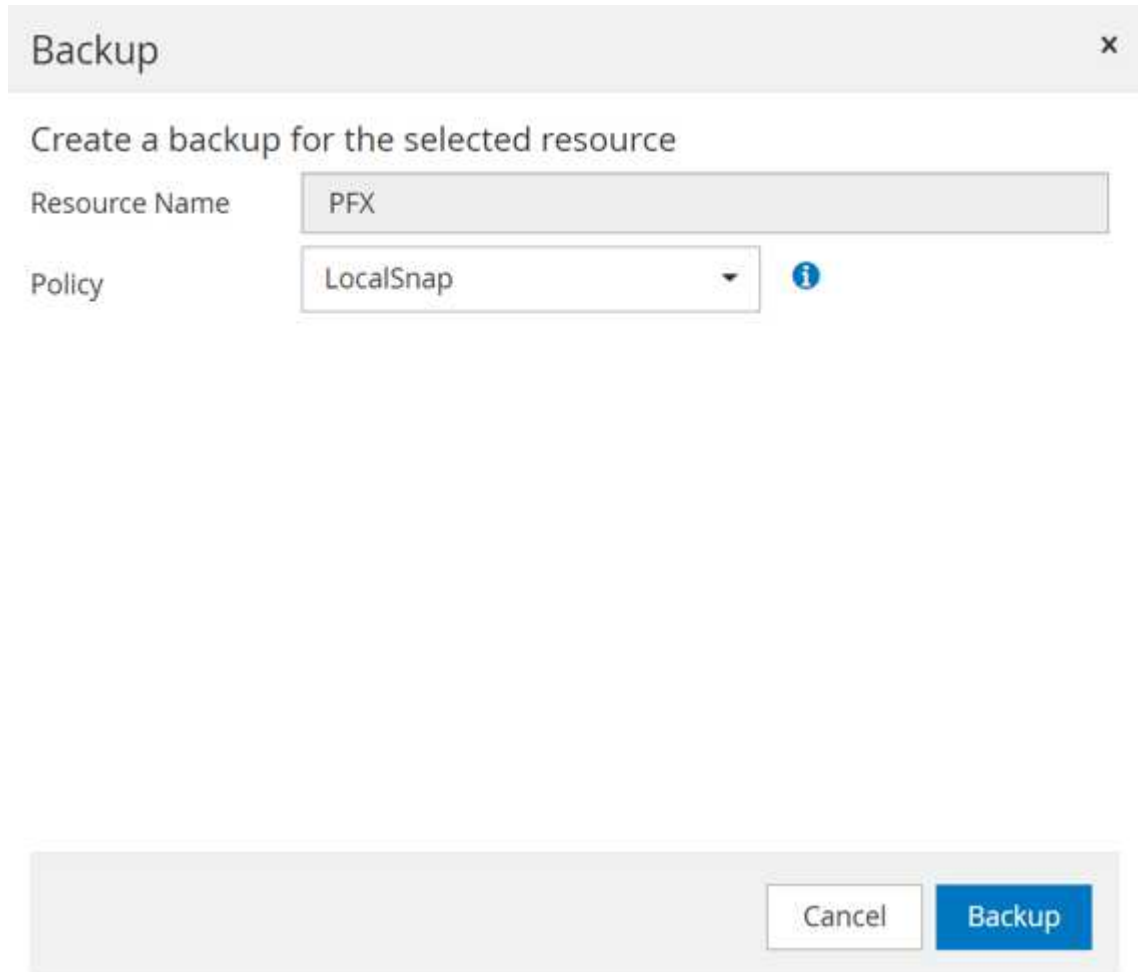 Backup
Create a backup for the selected resource
Resource Name PFX
Policy LocalSnap
Cancel Backup